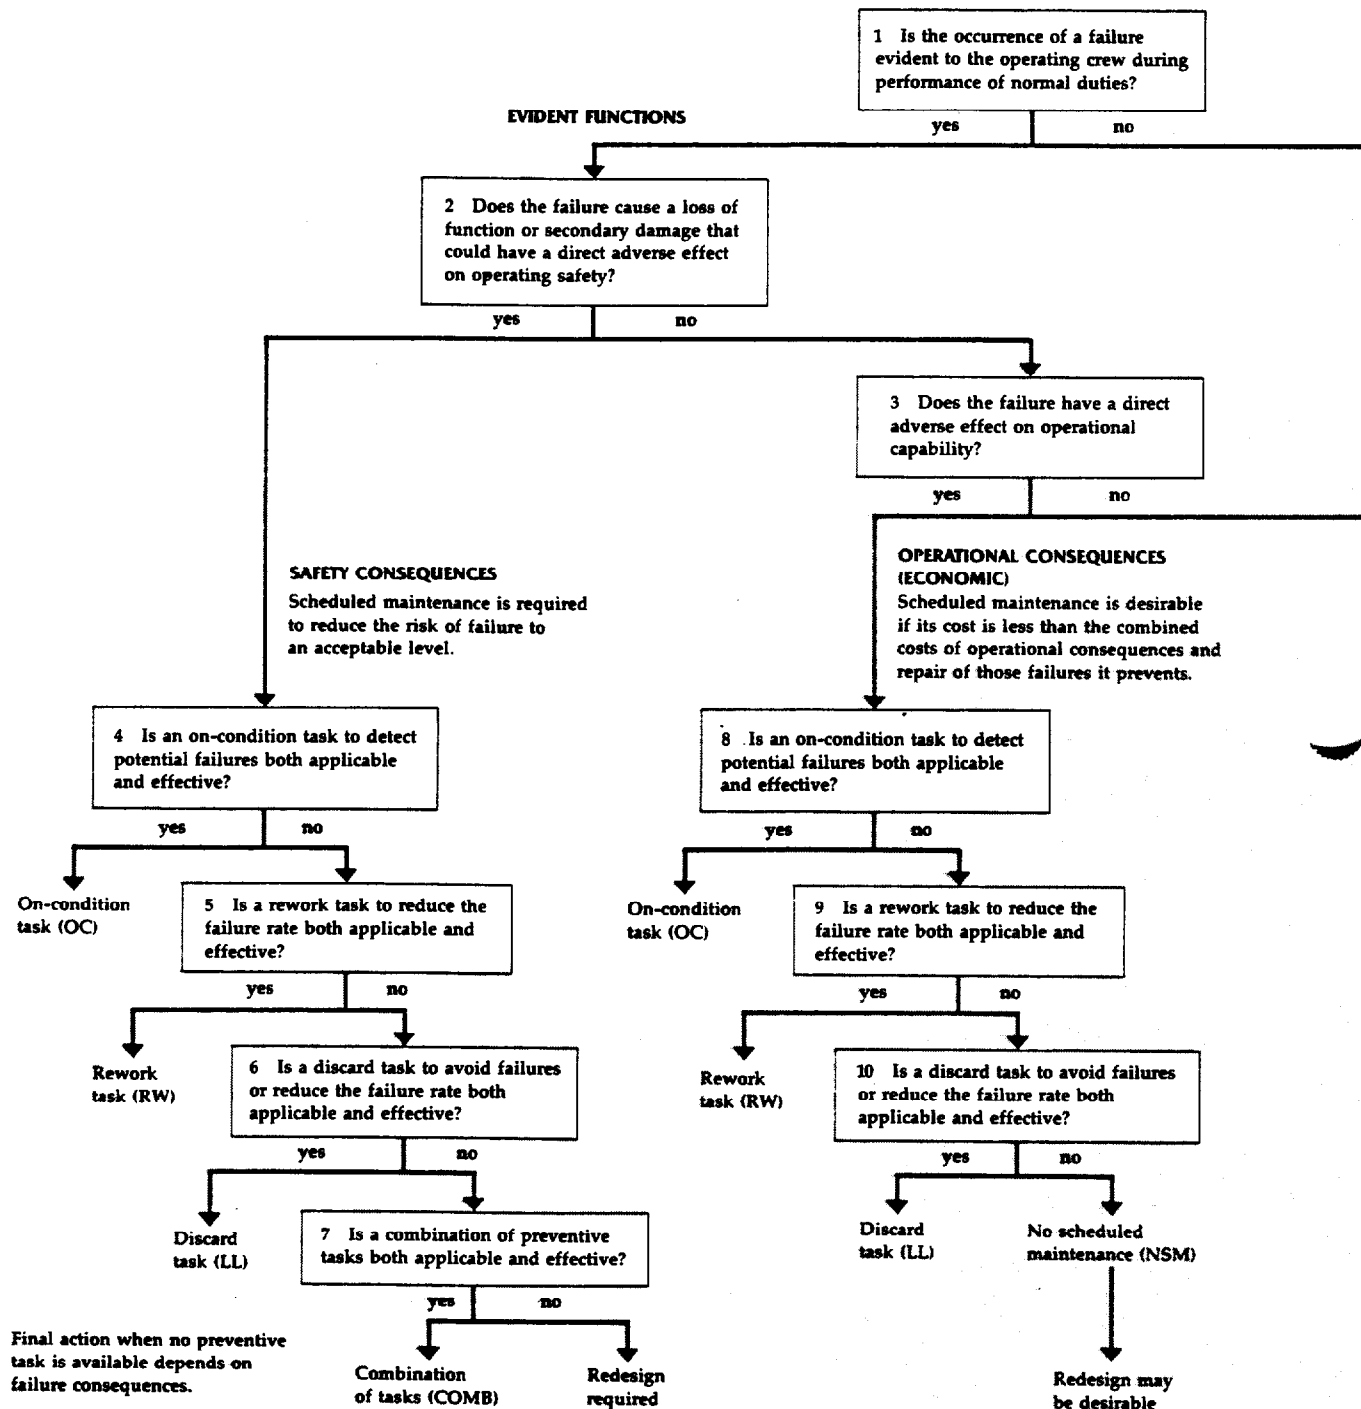 1 Is the occurrence of a failure
evident to the operating crew during
performance of normal duties?
EVIDENT FUNCTIONS
yes
no
2 Does the failure cause a loss of
function or secondary damage that
could have a direct adverse effect
on operating safety?
yes
no
3 Does the failure have a direct
adverse effect on operational
capability?
yes
no
SAFETY CONSEQUENCES
Scheduled maintenance is required
to reduce the risk of failure to
an acceptable level.
OPERATIONAL CONSEQUENCES
(ECONOMIC)
Scheduled maintenance is desirable
if its cost is less than the combined
costs of operational consequences and
repair of those failures it prevents.
4 Is an on-condition task to detect
potential failures both applicable
and effective?
yes
no
On-condition
task (OC)
5 Is a rework task to reduce the
failure rate both applicable and
effective?
yes
no
Rework
task (RW)
6 Is a discard task to avoid failures
or reduce the failure rate both
applicable and effective?
yes
no
Discard
task (LL)
7 Is a combination of preventive
tasks both applicable and effective?
yes
no
Combination
of tasks (COMB)
Redesign
required
8 Is an on-condition task to detect
potential failures both applicable
and effective?
yes
no
On-condition
task (OC)
9 Is a rework task to reduce the
failure rate both applicable and
effective?
yes
no
Rework
task (RW)
10 Is a discard task to avoid failures
or reduce the failure rate both
applicable and effective?
yes
no
Discard
task (LL)
No scheduled
maintenance (NSM)
Redesign may
be desirable
Final action when no preventive
task is available depends on
failure consequences.